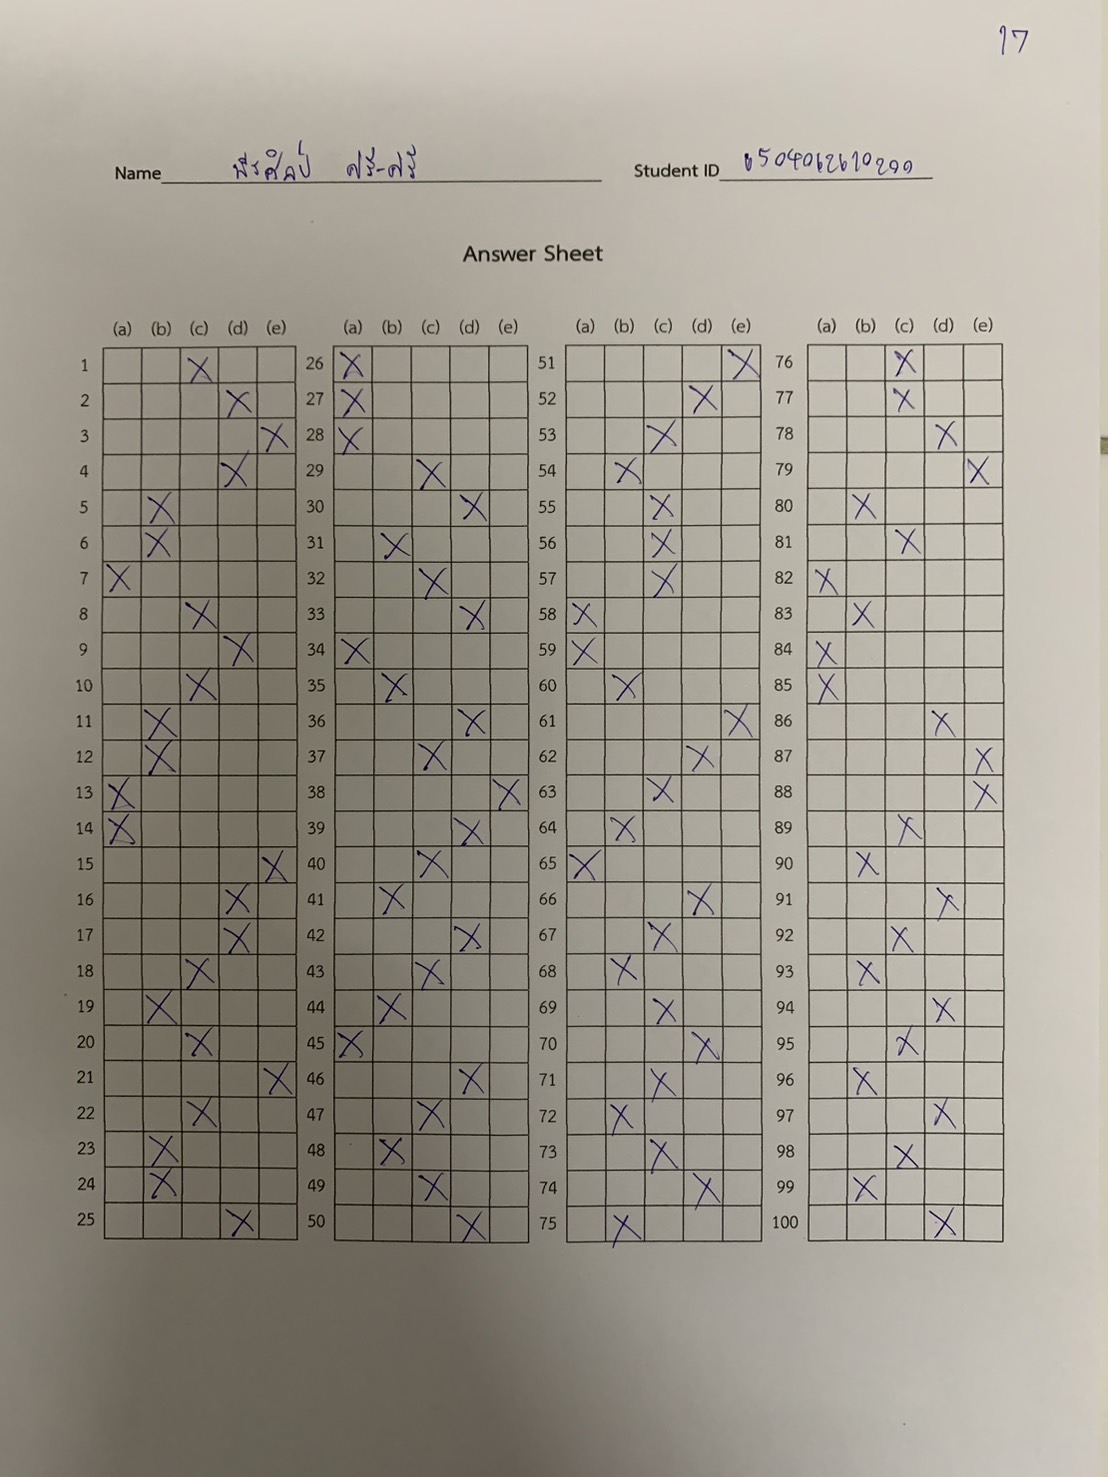 17
Name พีรศิลป์ ศรี-ศรี Student ID 6504062610299
Answer Sheet
(a) (b) (c) (d) (e) (a) (b) (c) (d) (e) (a) (b) (c) (d) (e) (a) (b) (c) (d) (e)
1 X 26 X 51 X 76 X
2 X 27 X 52 X 77 X
3 X 28 X 53 X 78 X
4 X 29 X 54 X 79 X
5 X 30 X 55 X 80 X
6 X 31 X 56 X 81 X
7 X 32 X 57 X 82 X
8 X 33 X 58 X 83 X
9 X 34 X 59 X 84 X
10 X 35 X 60 X 85 X
11 X 36 X 61 X 86 X
12 X 37 X 62 X 87 X
13 X 38 X 63 X 88 X
14 X 39 X 64 X 89 X
15 X 40 X 65 X 90 X
16 X 41 X 66 X 91 X
17 X 42 X 67 X 92 X
18 X 43 X 68 X 93 X
19 X 44 X 69 X 94 X
20 X 45 X 70 X 95 X
21 X 46 X 71 X 96 X
22 X 47 X 72 X 97 X
23 X 48 X 73 X 98 X
24 X 49 X 74 X 99 X
25 X 50 X 75 X 100 X